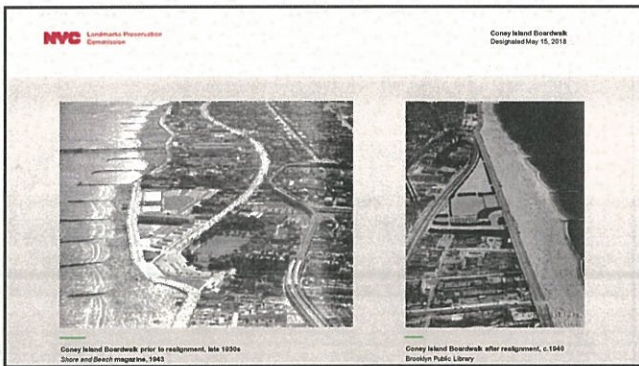 NYC Landmarks Preservation
Commission
Coney Island Boardwalk
Designated May 15, 2018
Coney Island Boardwalk prior to realignment, late 1930s
Shore and Beach magazine, 1943
Coney Island Boardwalk after realignment, c.1940
Brooklyn Public Library